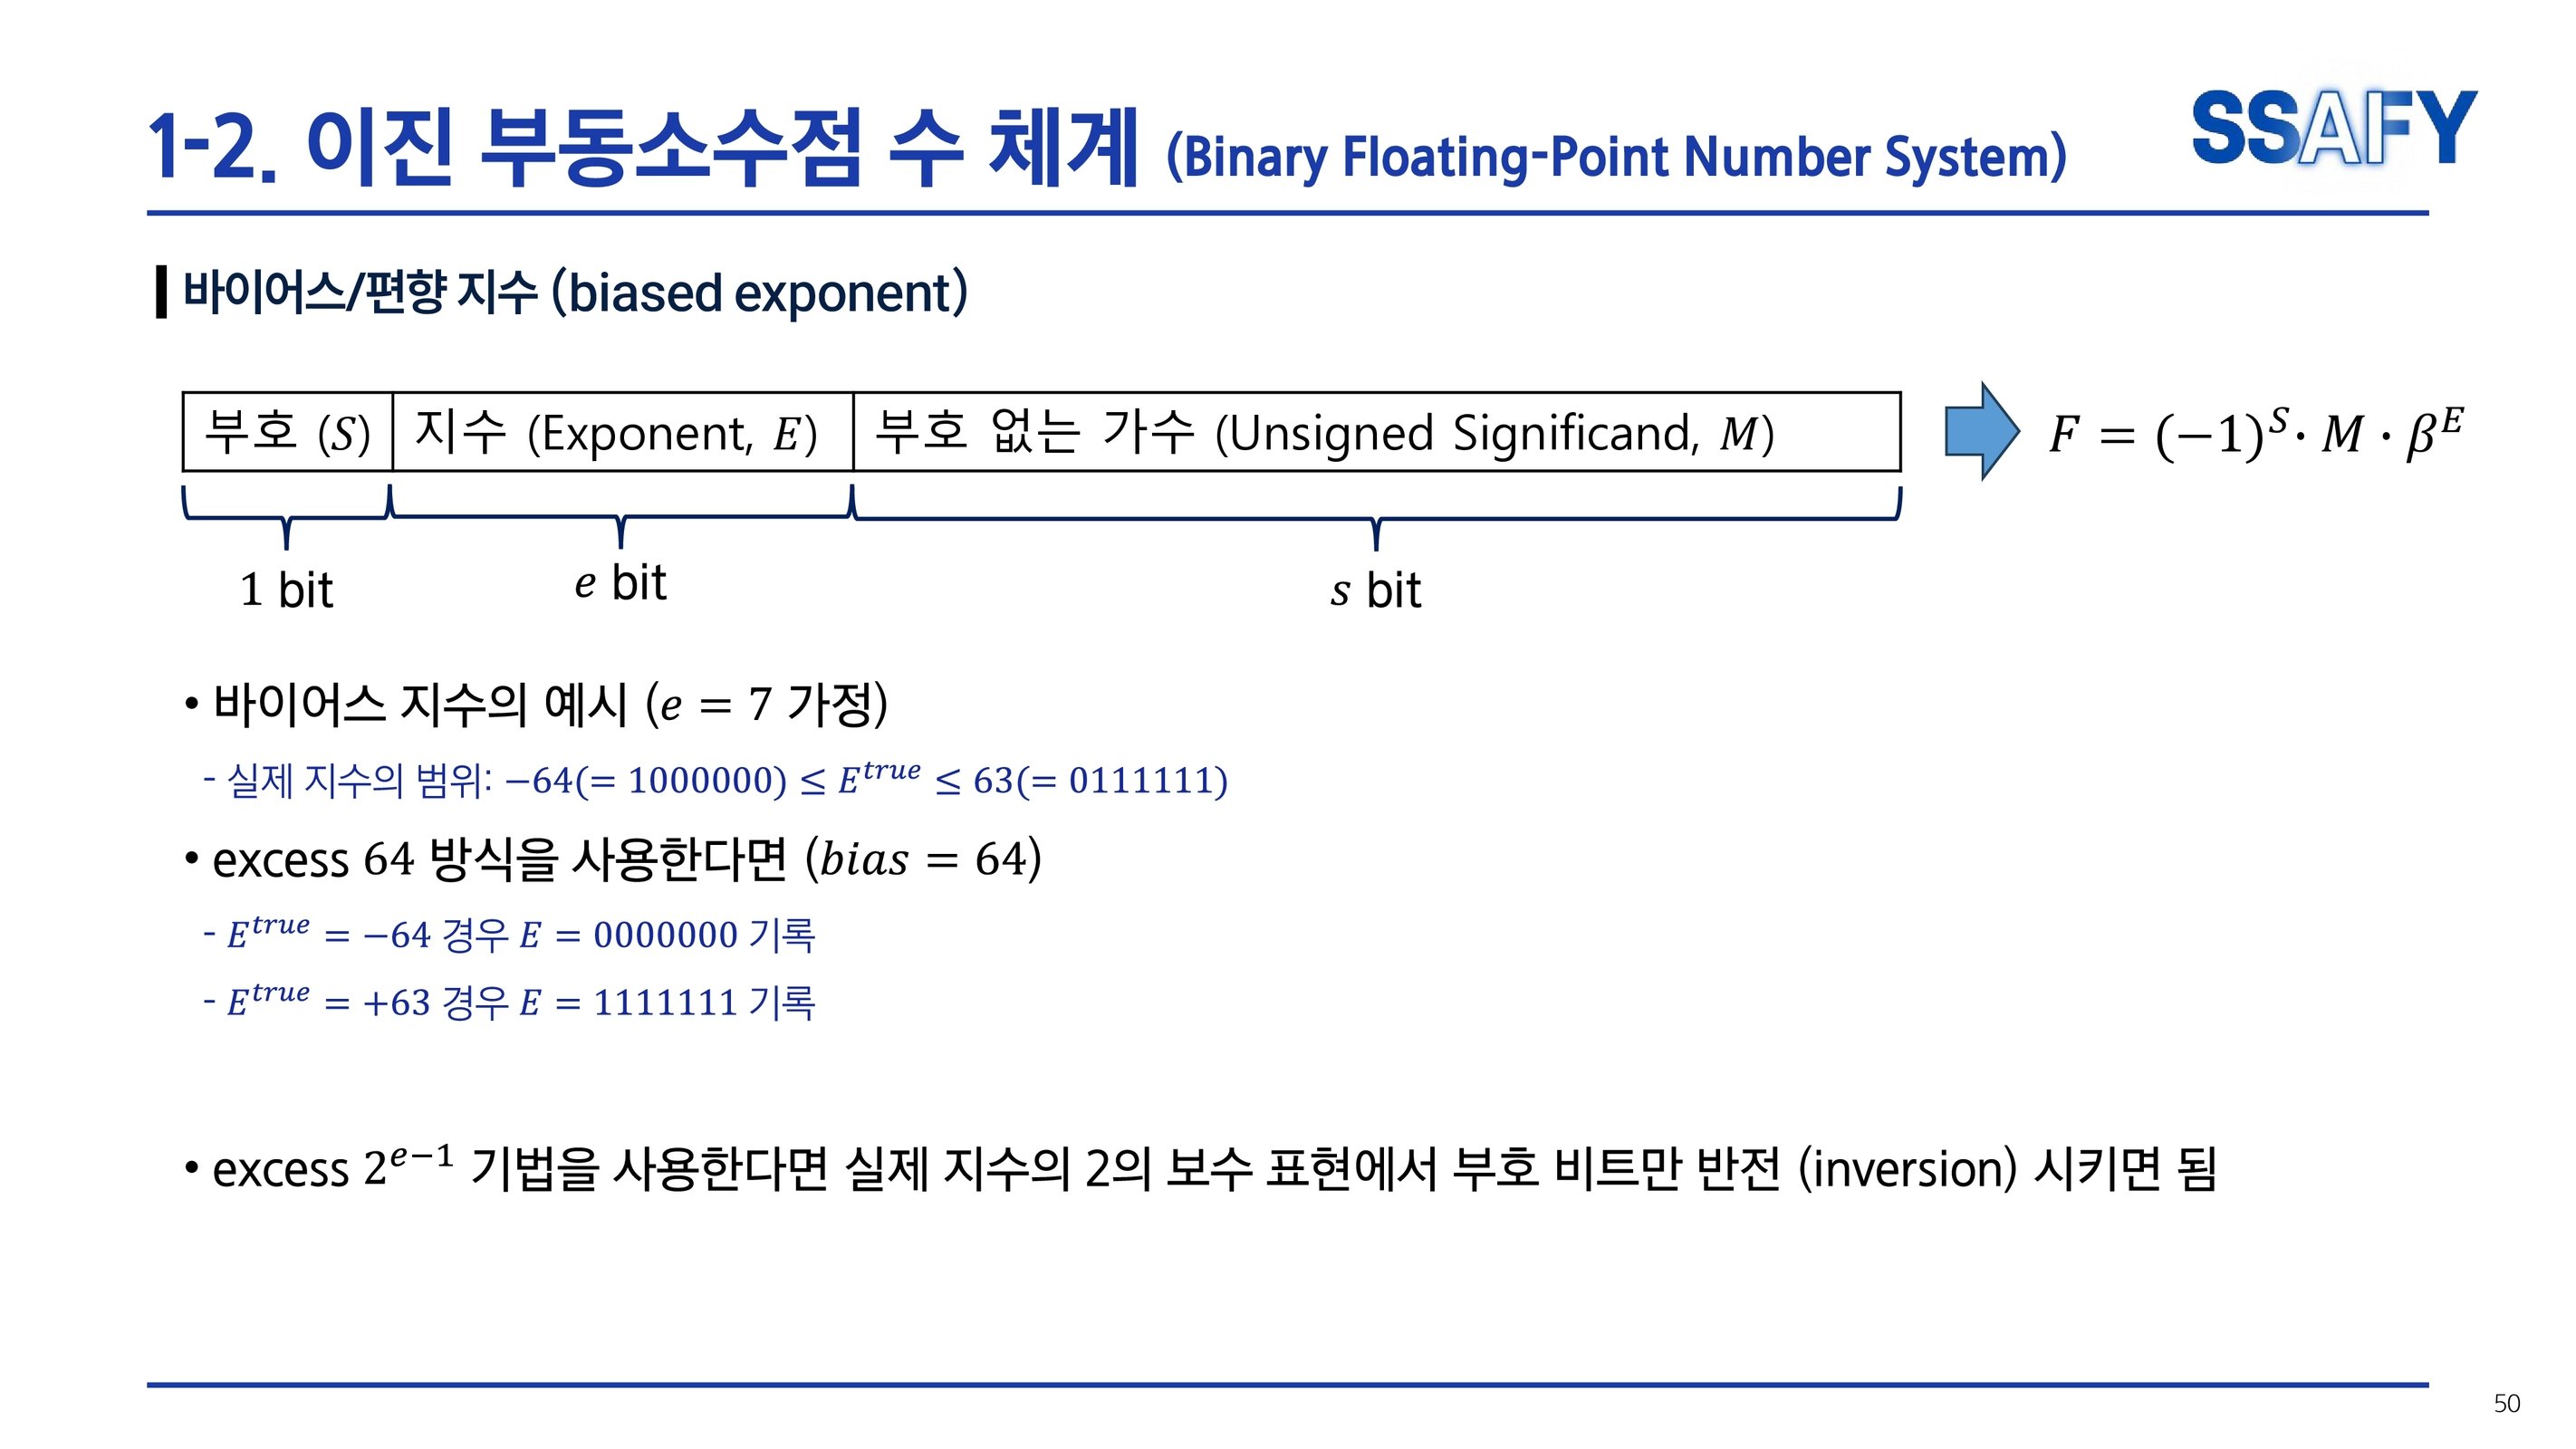 1-2. 이진 부동소수점 수 체계 (Binary Floating-Point Number System)
SSAFY
바이어스/편향 지수 (biased exponent)
부호 (S) 지수 (Exponent, E) 부호 없는 가수 (Unsigned Significand, M)
F = (−1)^S · M · β^E
1 bit e bit s bit
• 바이어스 지수의 예시 (e = 7 가정)
- 실제 지수의 범위: −64(= 1000000) ≤ E^true ≤ 63(= 0111111)
• excess 64 방식을 사용한다면 (bias = 64)
- E^true = −64 경우 E = 0000000 기록
- E^true = +63 경우 E = 1111111 기록
• excess 2^{e−1} 기법을 사용한다면 실제 지수의 2의 보수 표현에서 부호 비트만 반전 (inversion) 시키면 됨
50